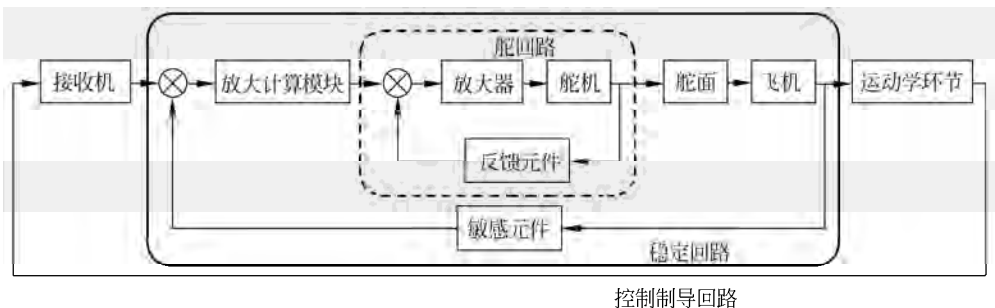 舵回路
接收机
放大计算模块
放大器
舵机
舵面
飞机
运动学环节
反馈元件
敏感元件
稳定回路
控制制导回路